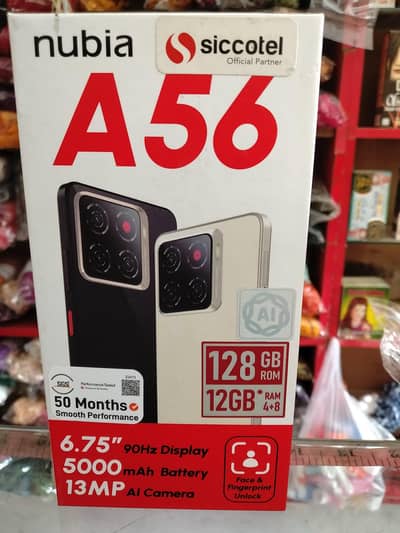 nubia
siccotel
Official Partner
A56
AI
128 GB ROM
12GB* RAM 4+8
SGS
50 Months
Smooth Performance
6.75” 90Hz Display
5000mAh Battery
13MP AI Camera
Face &
Fingerprint
Unlock